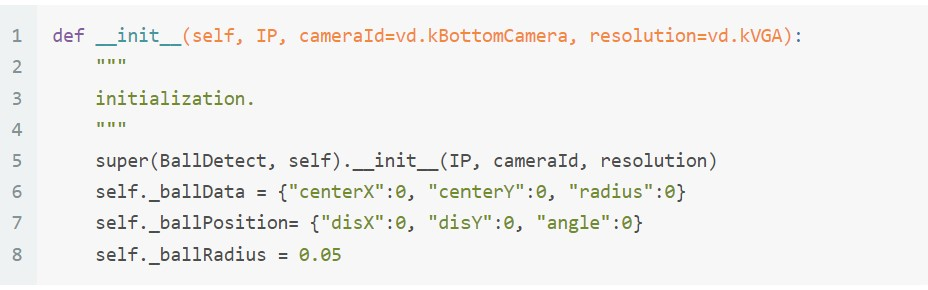 1 def __init__(self, IP, cameraId=vd.kBottomCamera, resolution=vd.kVGA):
2     """
3     initialization.
4     """
5     super(BallDetect, self).__init__(IP, cameraId, resolution)
6     self._ballData = {"centerX":0, "centerY":0, "radius":0}
7     self._ballPosition= {"disX":0, "disY":0, "angle":0}
8     self._ballRadius = 0.05